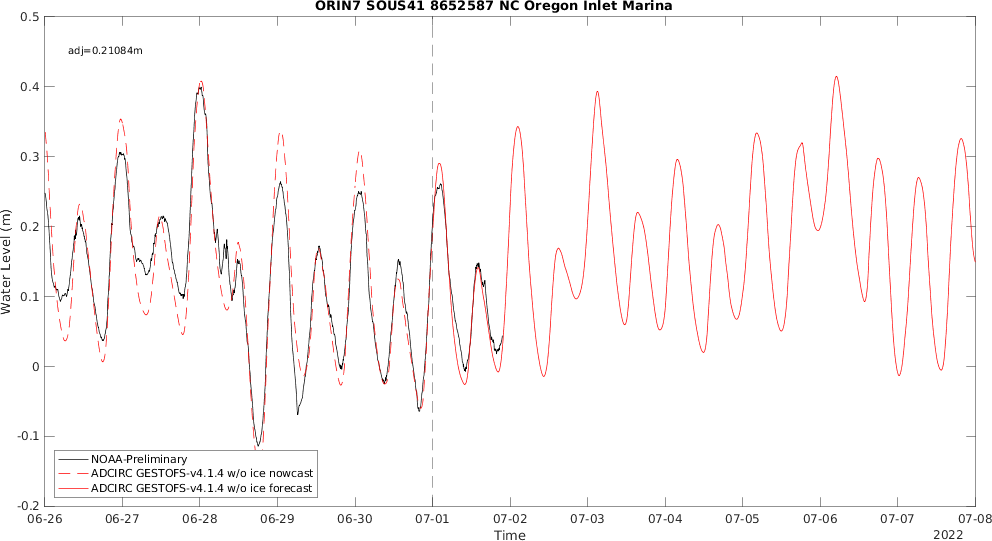 ORIN7 SOUS41 8652587 NC Oregon Inlet Marina
adj=0.21084m
Water Level (m)
0.5
0.4
0.3
0.2
0.1
0
-0.1
-0.2
NOAA-Preliminary
ADCIRC GESTOFS-v4.1.4 w/o ice nowcast
ADCIRC GESTOFS-v4.1.4 w/o ice forecast
06-26 06-27 06-28 06-29 06-30 07-01 07-02 07-03 07-04 07-05 07-06 07-07 07-08
Time
2022